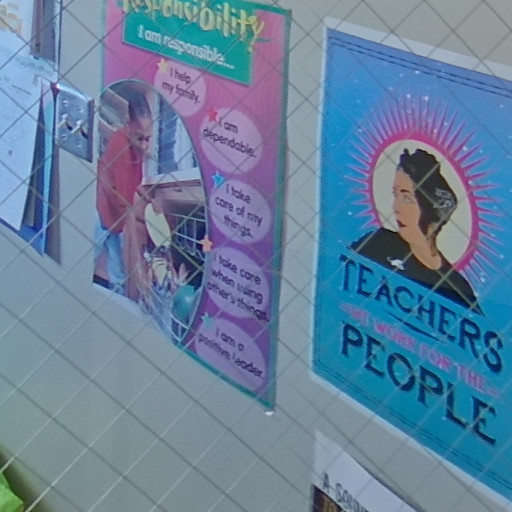 Responsibility
I am responsible...
I help
my family.
I am
dependable.
I take
care of my
things.
I take care
when using
other's things.
I am a
positive leader.
TEACHERS
WE WORK FOR THE
PEOPLE